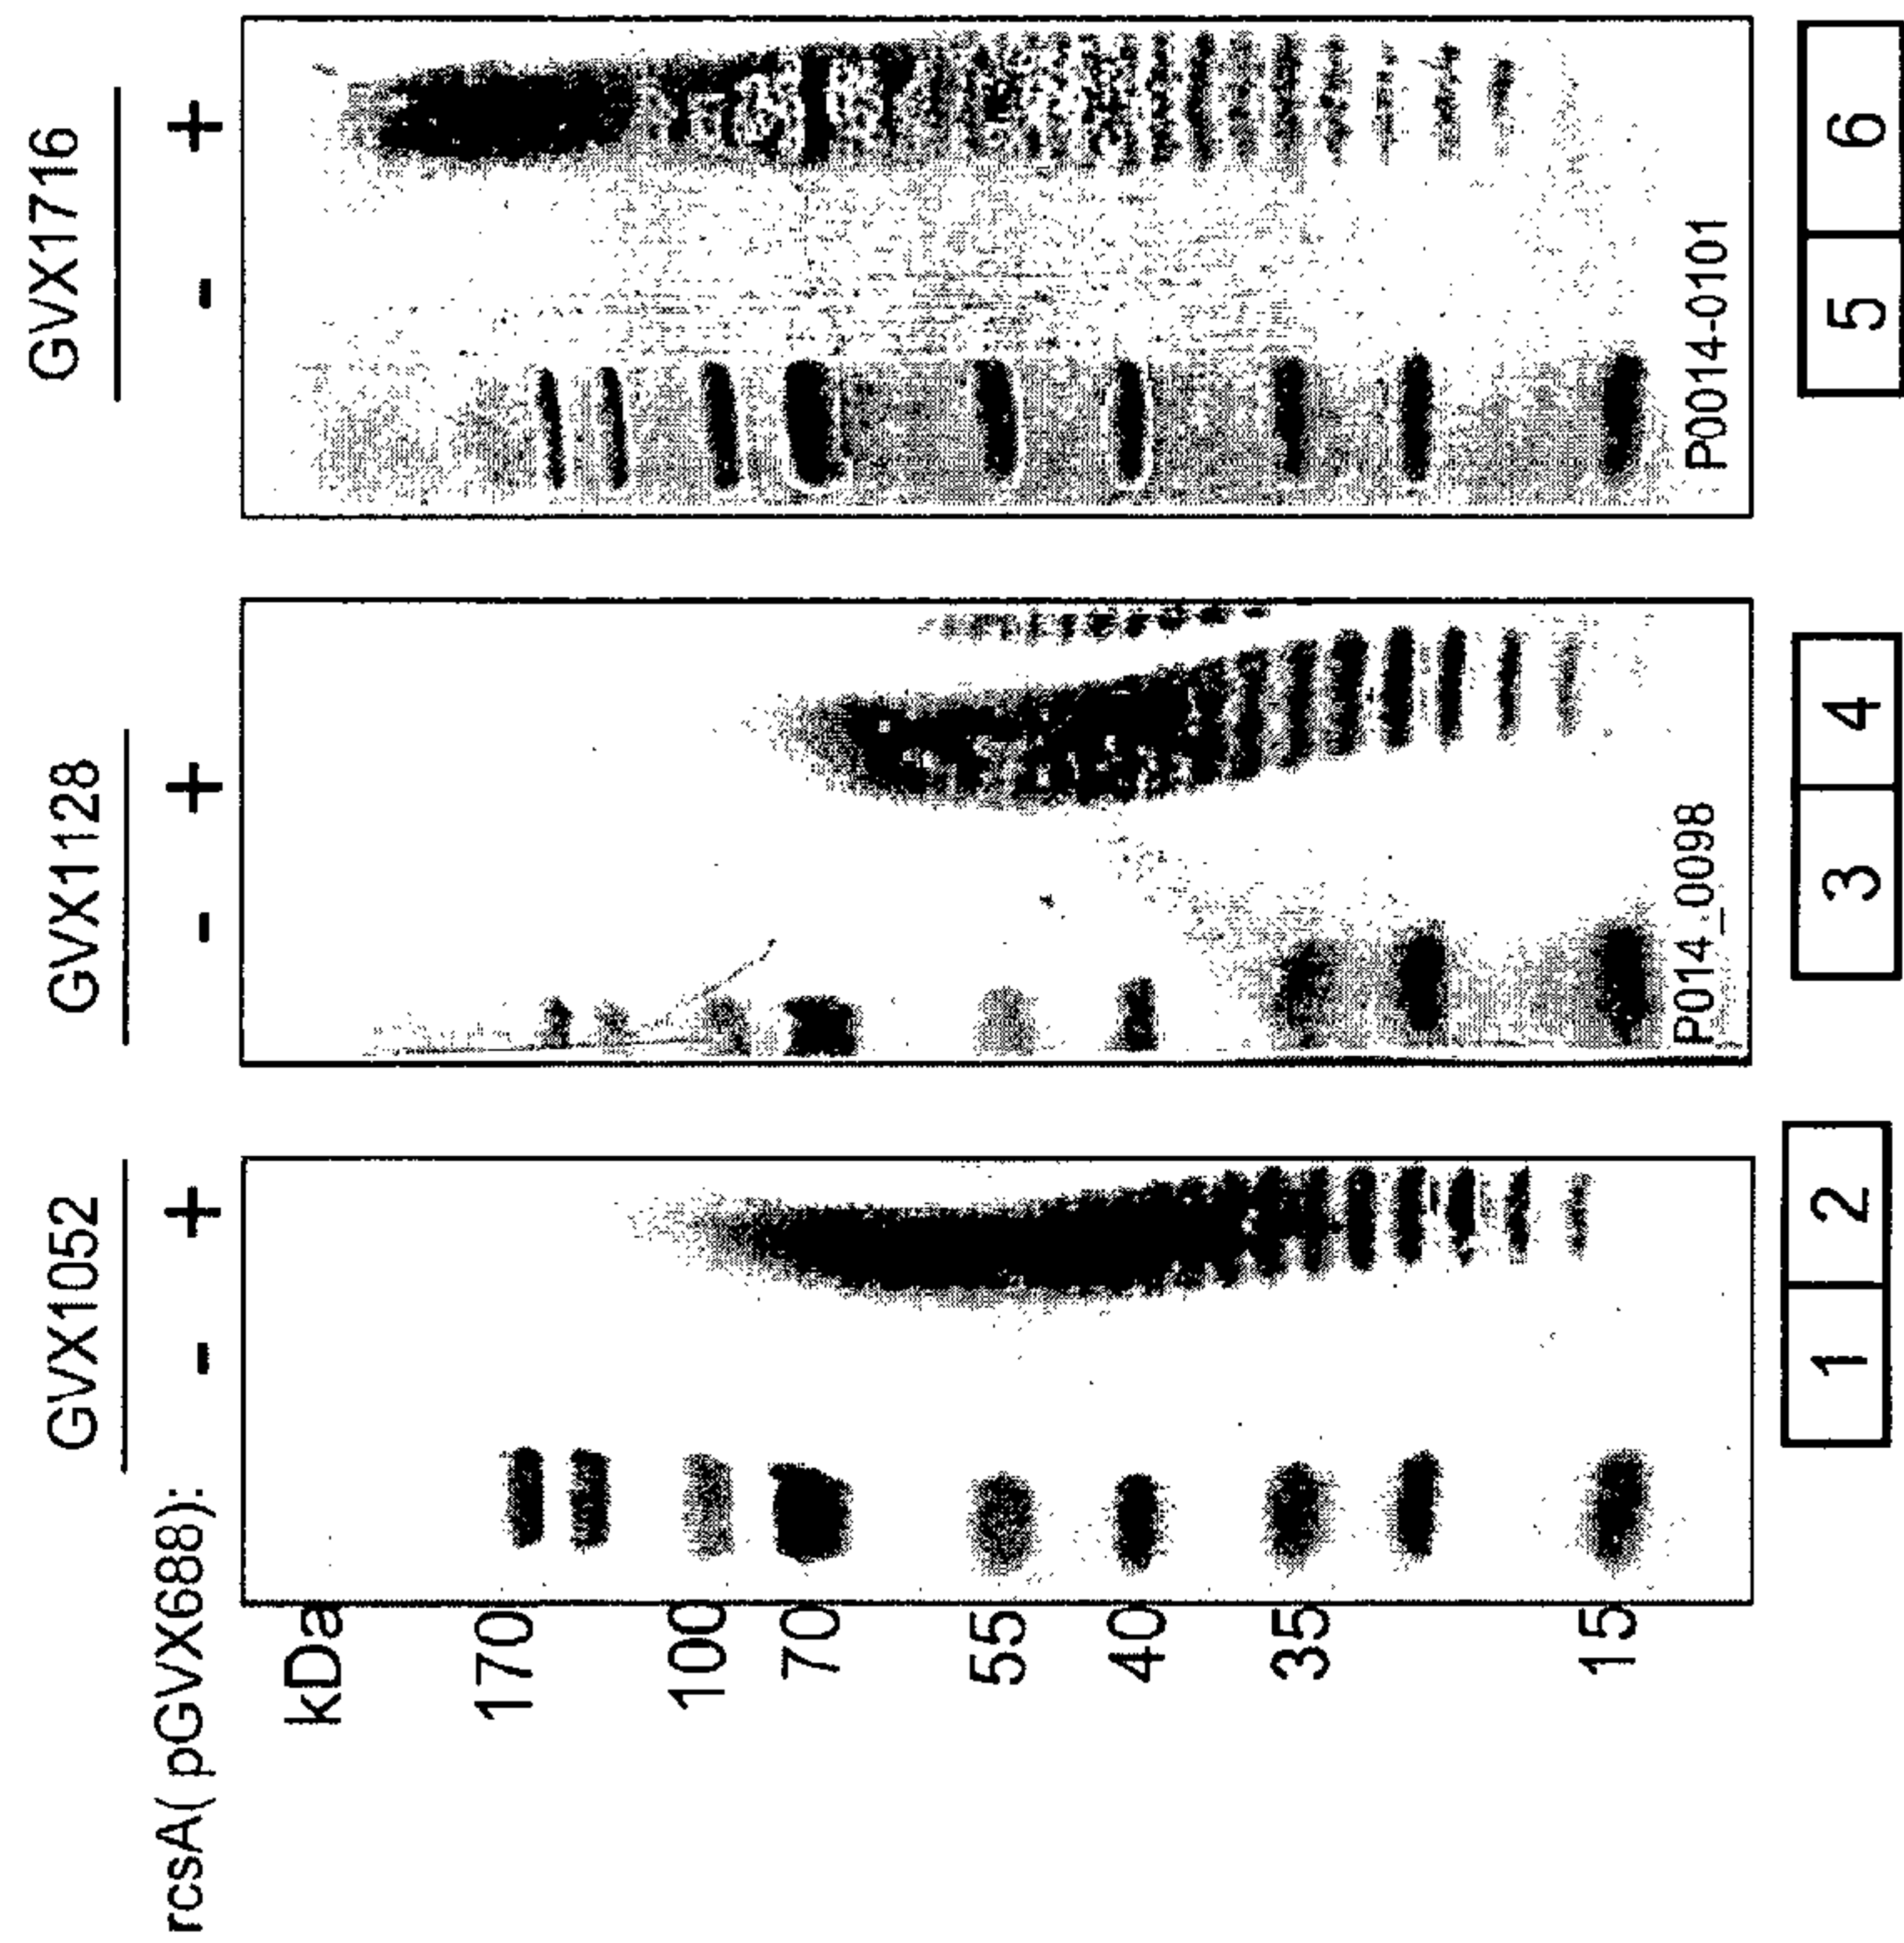 GVX1052 GVX1128 GVX1716
rcsA( pGVX688): - + - + - +
kDa
170
100
70
55
40
35
15
P014_0098 P0014-0101
1 2 3 4 5 6